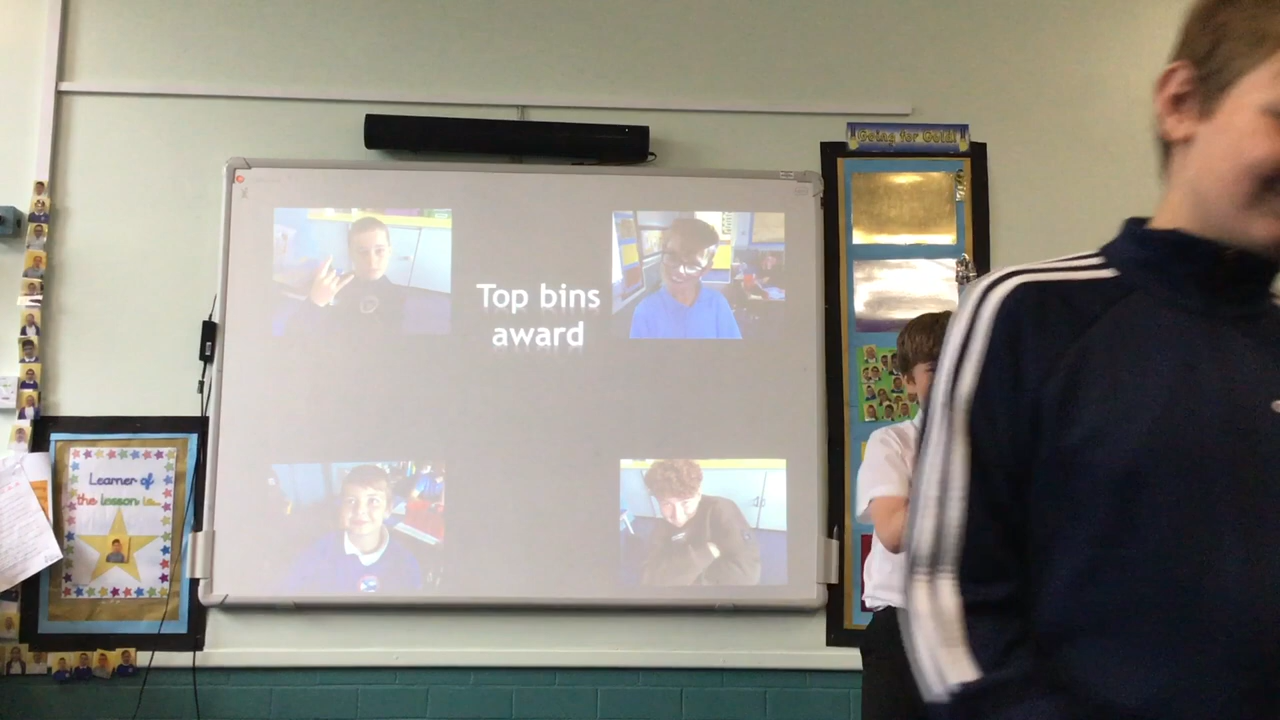 Going for Gold!
Top bins
award
Learner of
the lesson is...